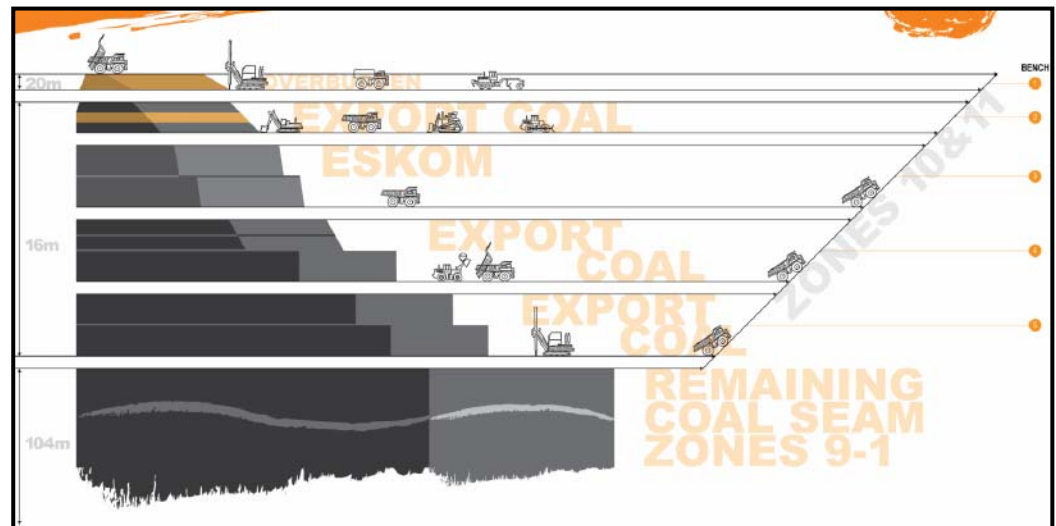 BENCH
20m
OVERBURDEN
1
EXPORT COAL
2
ESKOM
3
ZONES 10&11
16m
EXPORT
COAL
4
EXPORT
COAL
5
REMAINING
COAL SEAM
ZONES 9-1
104m